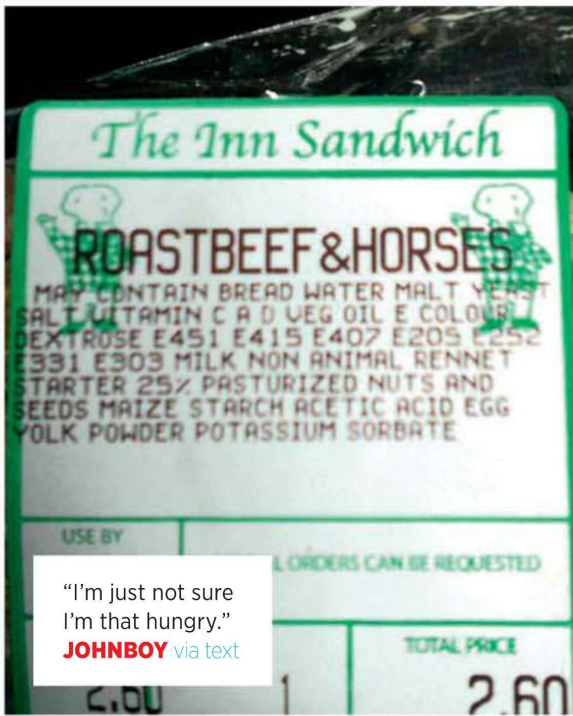 The Inn Sandwich
ROASTBEEF&HORSES
MAY CONTAIN BREAD WATER MALT YEAST
SALT VITAMIN C A D VEG OIL E COLOUR
DEXTROSE E451 E415 E407 E205 E252
E331 E303 MILK NON ANIMAL RENNET
STARTER 25% PASTURIZED NUTS AND
SEEDS MAIZE STARCH ACETIC ACID EGG
YOLK POWDER POTASSIUM SORBATE
USE BY
ORDERS CAN BE REQUESTED
“I’m just not sure
I’m that hungry.”
JOHNBOY via text
TOTAL PRICE
2.60 1 2.60